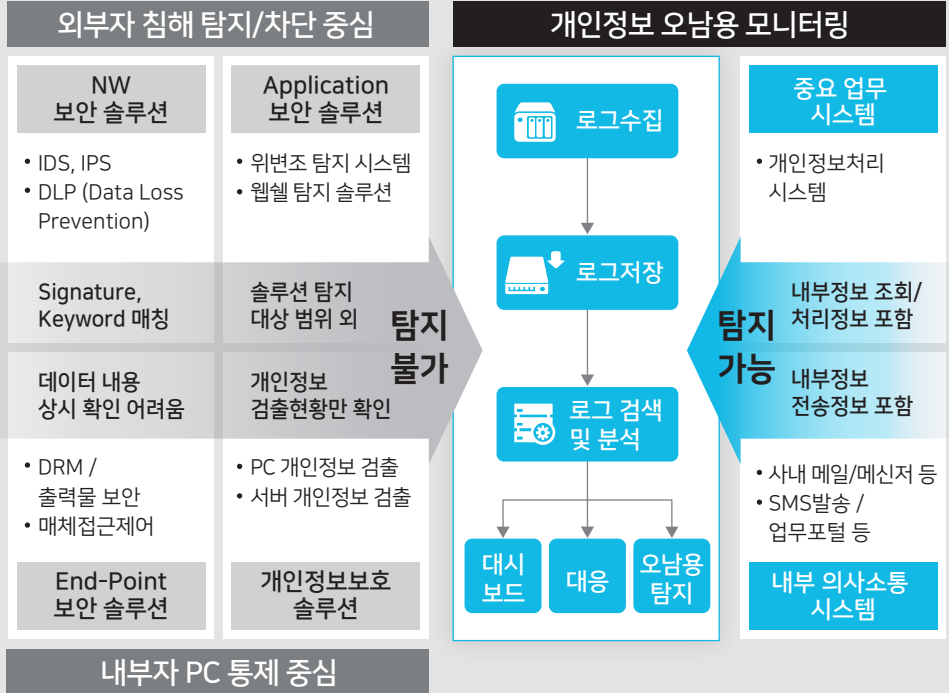 외부자 침해 탐지/차단 중심
NW
보안 솔루션
• IDS, IPS
• DLP (Data Loss
Prevention)
Signature,
Keyword 매칭
Application
보안 솔루션
• 위변조 탐지 시스템
• 웹쉘 탐지 솔루션
솔루션 탐지
대상 범위 외
탐지
불가
데이터 내용
상시 확인 어려움
• DRM /
출력물 보안
• 매체접근제어
End-Point
보안 솔루션
개인정보
검출현황만 확인
• PC 개인정보 검출
• 서버 개인정보 검출
개인정보보호
솔루션
내부자 PC 통제 중심
개인정보 오남용 모니터링
로그수집
로그저장
로그 검색
및 분석
대시
보드
대응
오남용
탐지
중요 업무
시스템
• 개인정보처리
시스템
탐지
가능
내부정보 조회/
처리정보 포함
내부정보
전송정보 포함
• 사내 메일/메신저 등
• SMS발송 /
업무포털 등
내부 의사소통
시스템